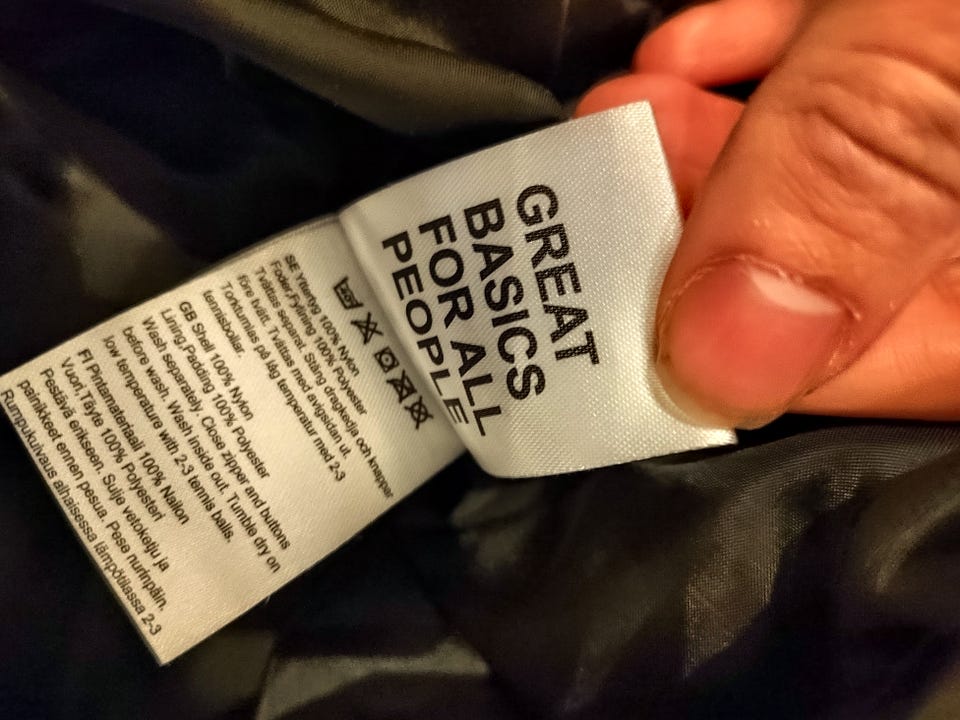 GREAT
BASICS
FOR ALL
PEOPLE
SE Yttertyg 100% Nylon
Foder,Fyllning 100% Polyester
Tvättas separat. Stäng dragkedja och knappar
före tvätt. Tvättas med avigsidan ut.
Torktumlas på låg temperatur med 2-3
tennisbollar.
GB Shell 100% Nylon
Lining,Padding 100% Polyester
Wash separately. Close zipper and buttons
before wash. Wash inside out. Tumble dry on
low temperature with 2-3 tennis balls.
FI Pintamateriaali 100% Nailon
Vuori,Täyte 100% Polyesteri
Pestävä erikseen. Sulje vetoketju ja
painikkeet ennen pesua. Pese nurinpäin.
Rumpukuivaus alhaisessa lämpötilassa 2-3